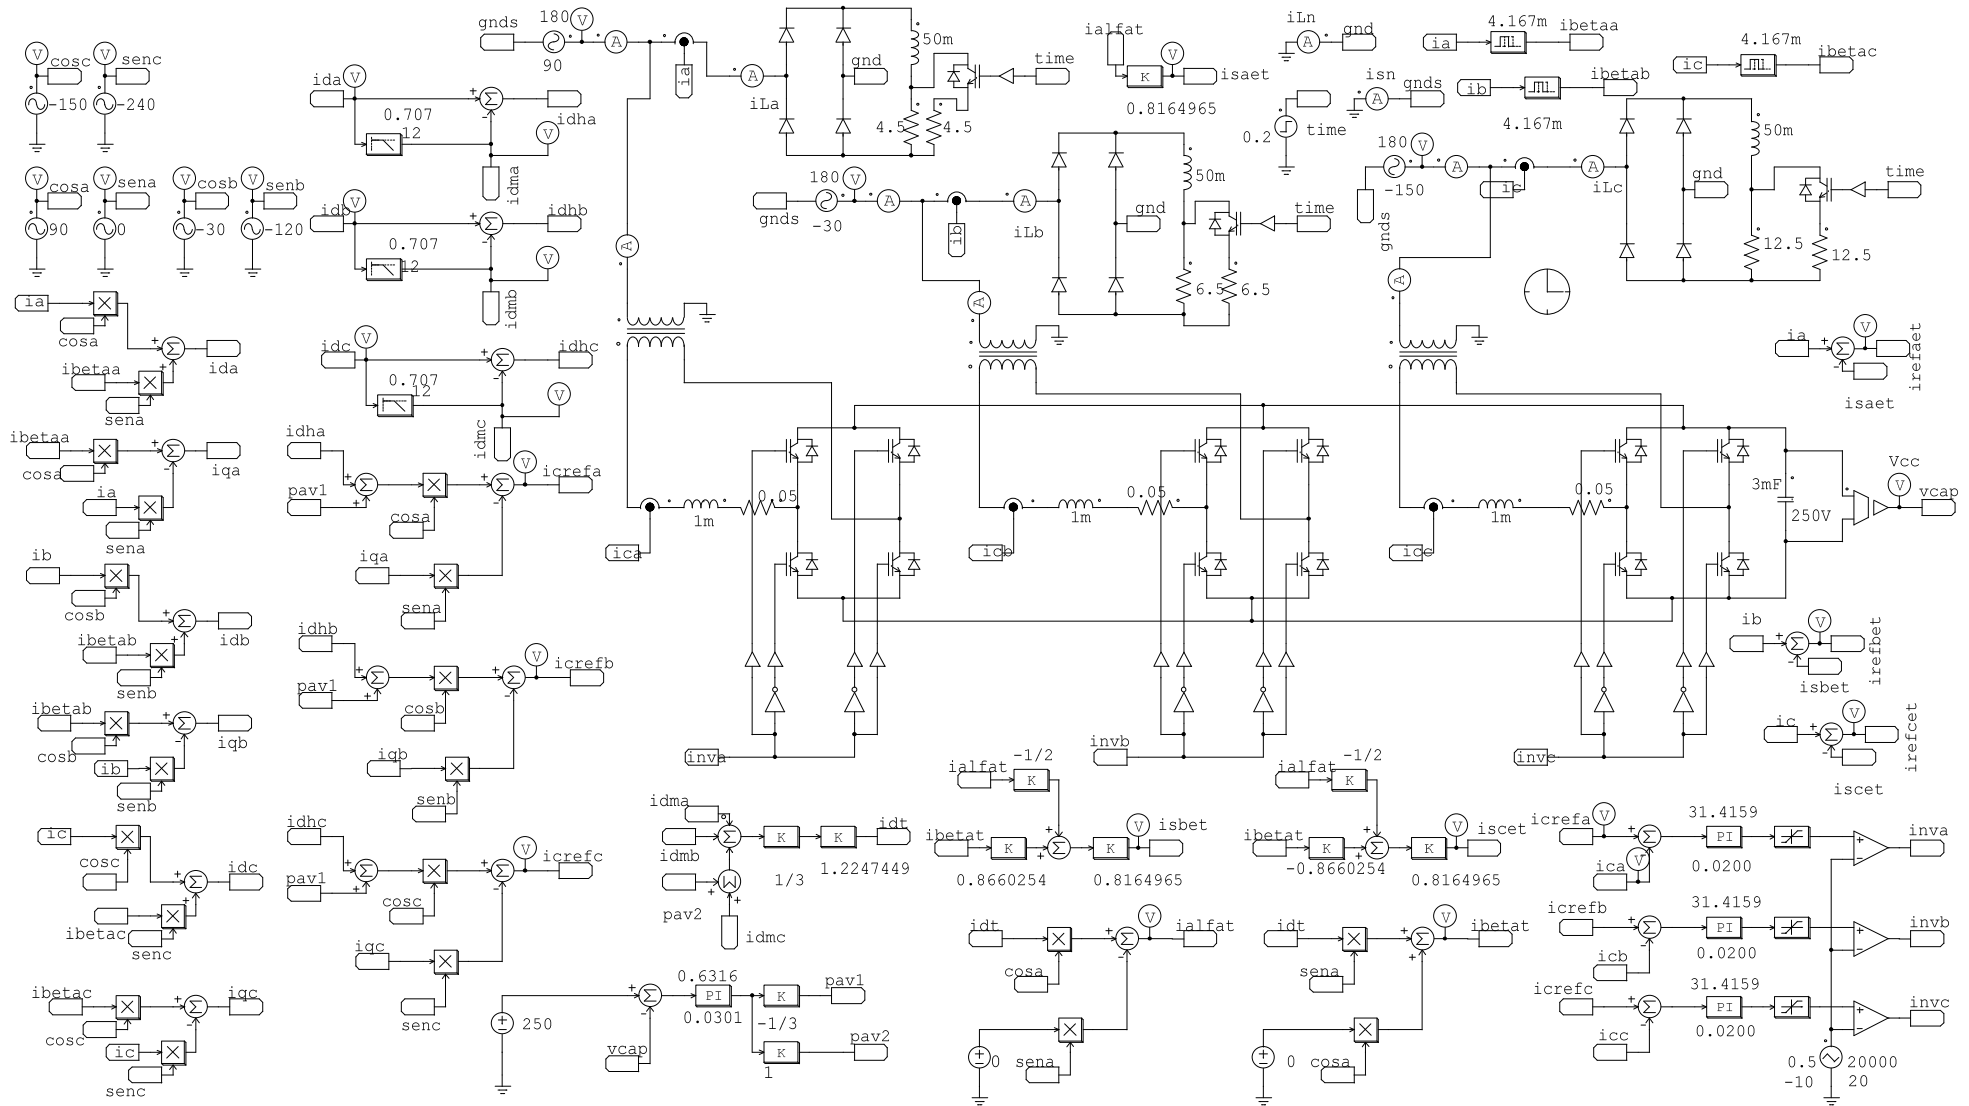 cosc
senc
-150
-240
cosa
sena
cosb
senb
90
0
-30
-120
ida
0.707
12
idha
idma
idb
0.707
12
idhb
idmb
idc
0.707
12
idhc
idmc
gnds
180
90
ia
iLa
gnd
50m
time
4.5
4.5
ialfat
K
isaet
0.8164965
iLn
gnd
isn
gnds
0.2
time
ia
4.167m
ibetaa
ib
ibetab
4.167m
ic
4.167m
ibetac
gnds
180
-30
ib
iLb
gnd
50m
time
6.5
6.5
gnds
180
-150
ic
iLc
gnd
50m
time
12.5
12.5
ia
cosa
ibetaa
sena
ida
ibetaa
cosa
ia
sena
iqa
ib
cosb
ibetab
senb
idb
ibetab
cosb
ib
senb
iqb
ic
cosc
ibetac
senc
idc
ibetac
cosc
ic
senc
iqc
idha
pav1
cosa
icrefa
iqa
sena
idhb
pav1
cosb
icrefb
iqb
senb
idhc
pav1
cosc
icrefc
iqc
senc
ica
1m
0.05
icb
1m
0.05
icc
1m
0.05
3mF
250V
Vcc
vcap
inva
invb
invc
ia
irefaet
isaet
ib
irefbet
isbet
ic
irefcet
iscet
idma
idmb
pav2
idmc
K
1/3
K
1.2247449
idt
250
vcap
0.6316
PI
0.0301
K
-1/3
pav1
K
1
pav2
ialfat
-1/2
K
ibetat
K
0.8660254
K
0.8164965
isbet
ialfat
-1/2
K
ibetat
K
-0.8660254
K
0.8164965
iscet
idt
cosa
ialfat
0
sena
idt
sena
ibetat
0
cosa
icrefa
ica
31.4159
PI
0.0200
inva
icrefb
icb
31.4159
PI
0.0200
invb
icrefc
icc
31.4159
PI
0.0200
invc
0.5
-10
20000
20